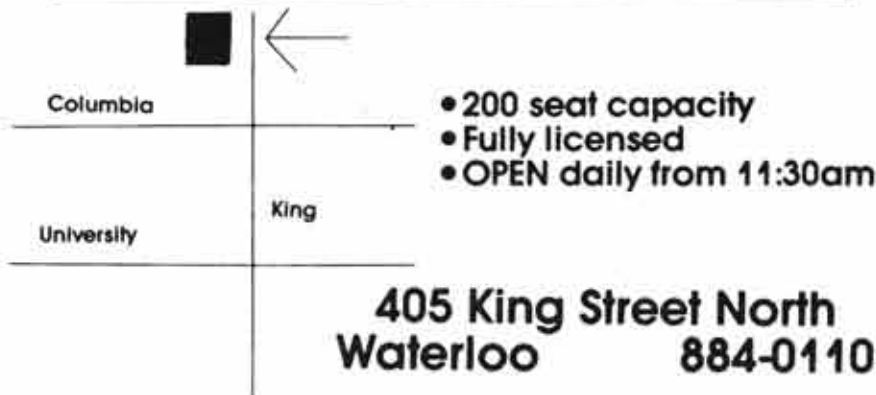 Columbia
King
University
• 200 seat capacity
• Fully licensed
• OPEN daily from 11:30am
405 King Street North
Waterloo 884-0110